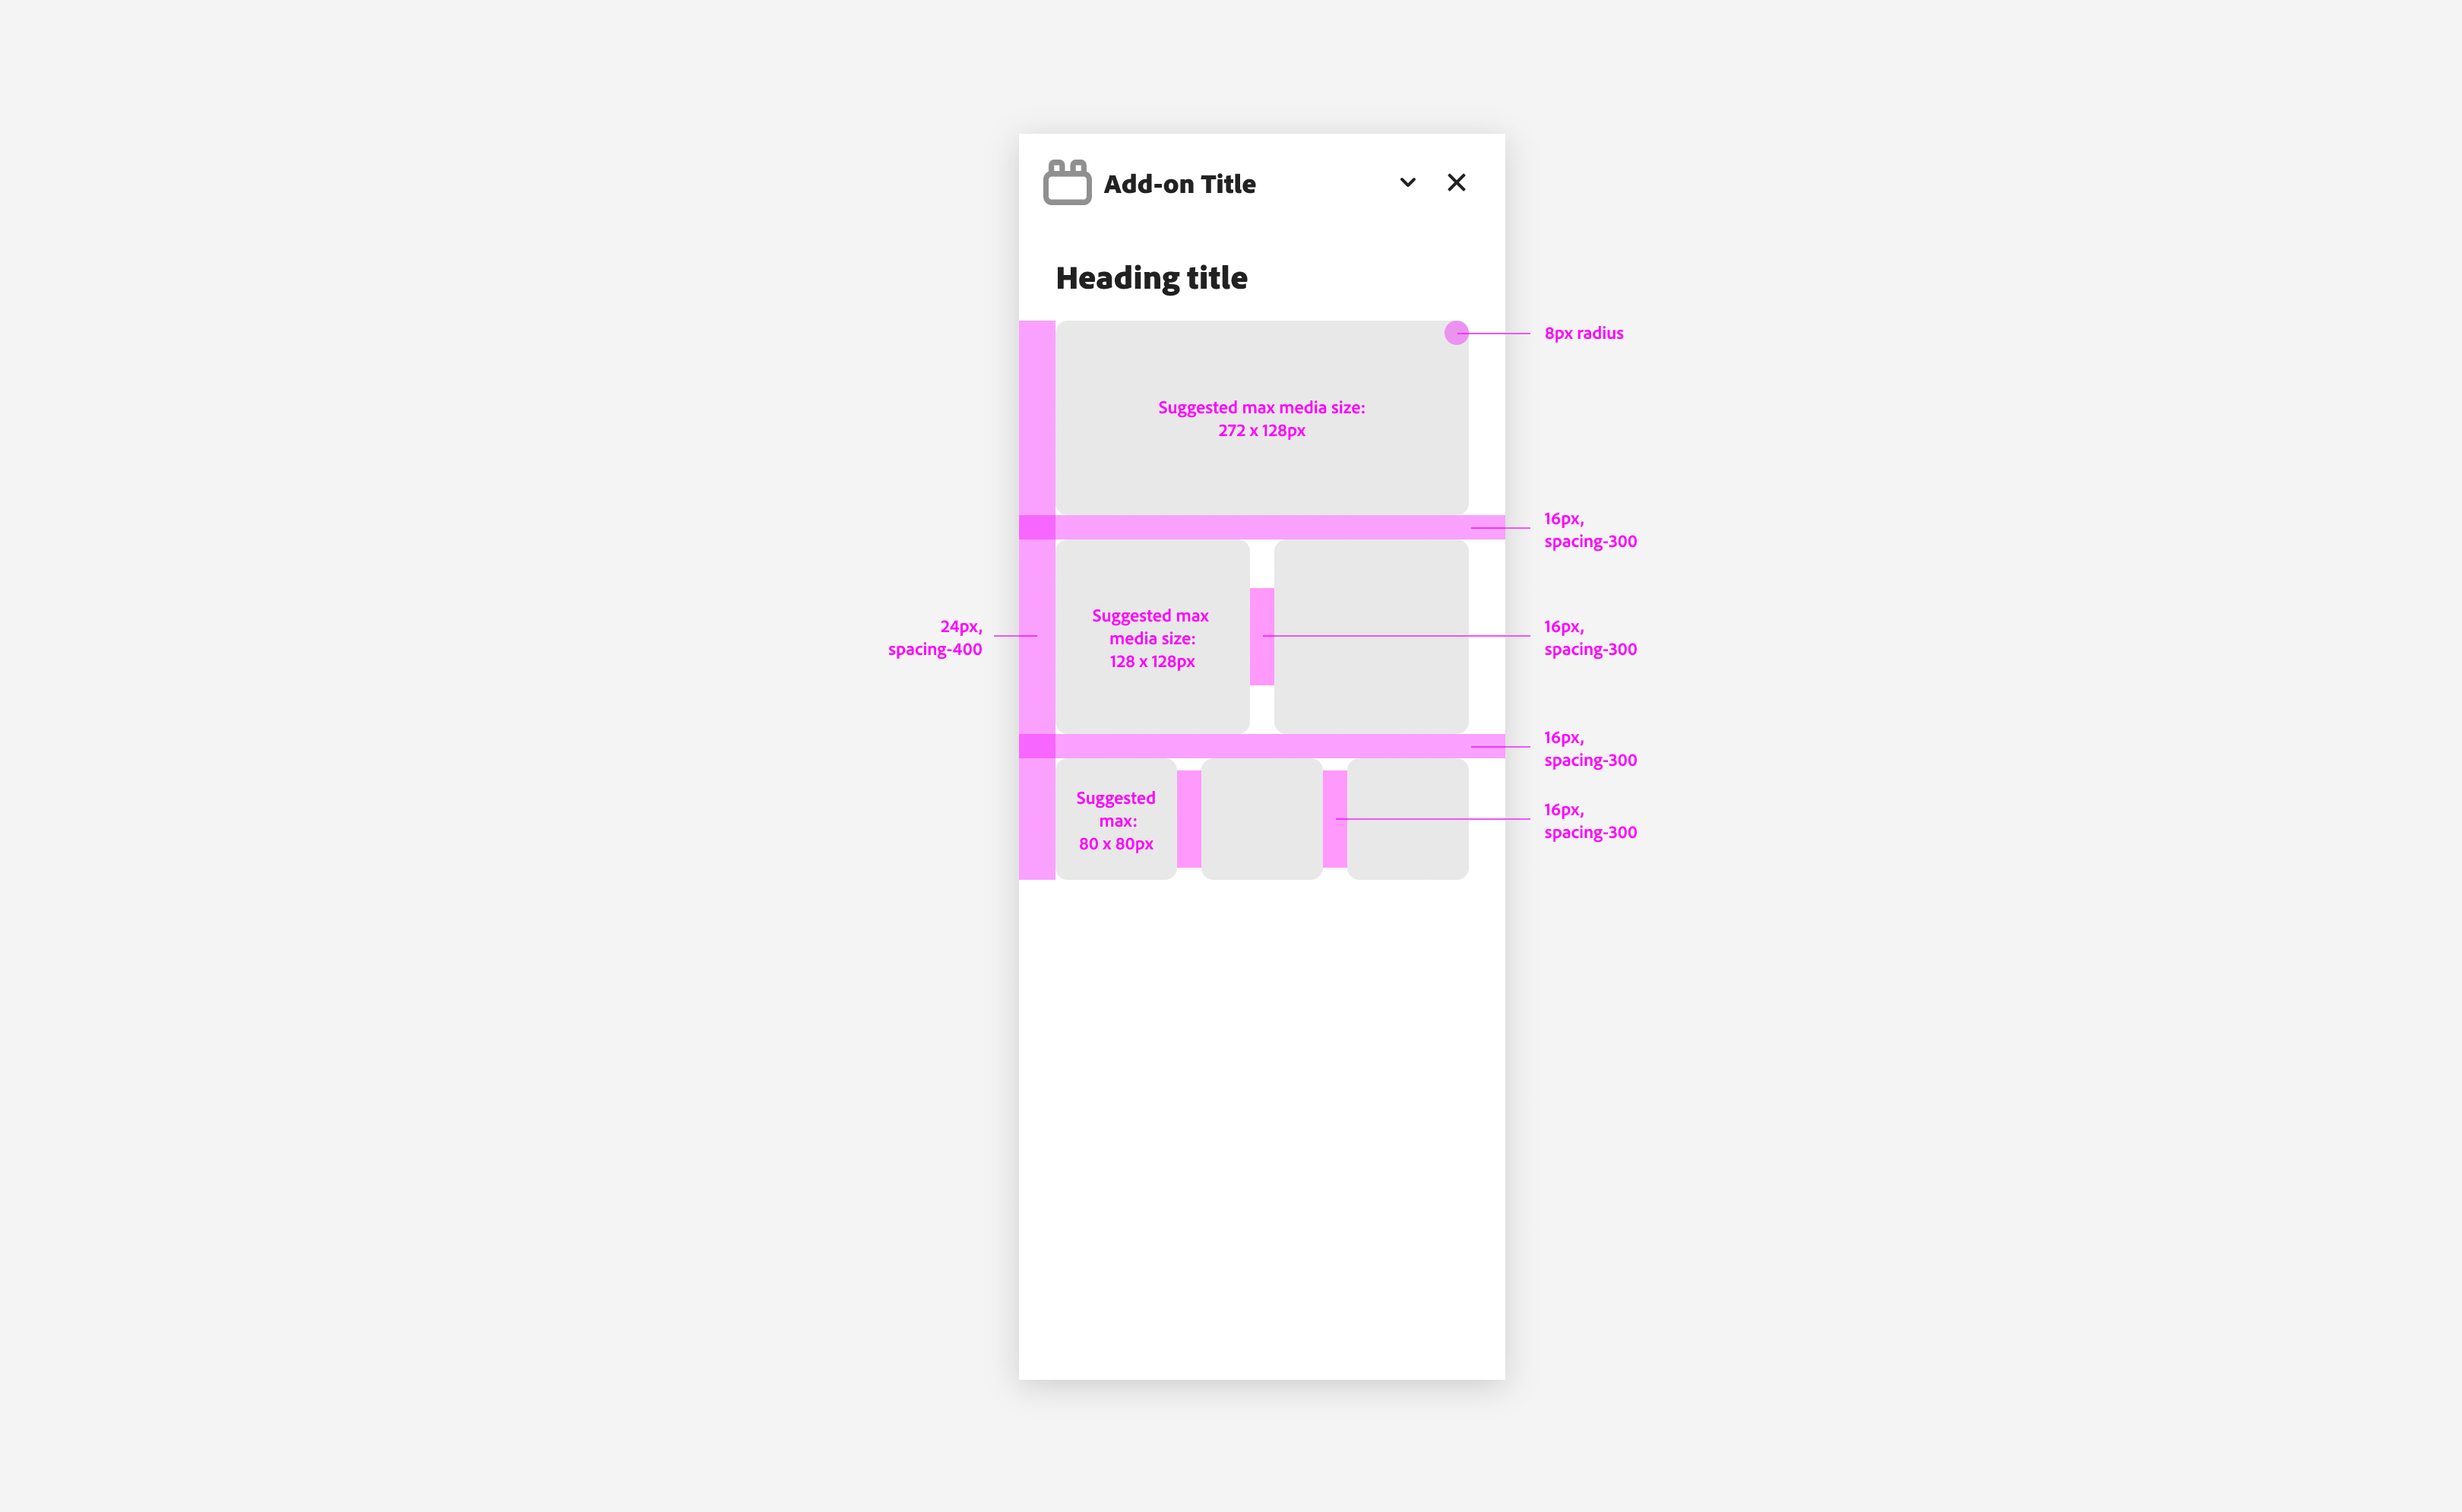 Add-on Title
Heading title
8px radius
Suggested max media size:
272 x 128px
16px,
spacing-300
24px,
spacing-400
Suggested max
media size:
128 x 128px
16px,
spacing-300
16px,
spacing-300
Suggested
max:
80 x 80px
16px,
spacing-300